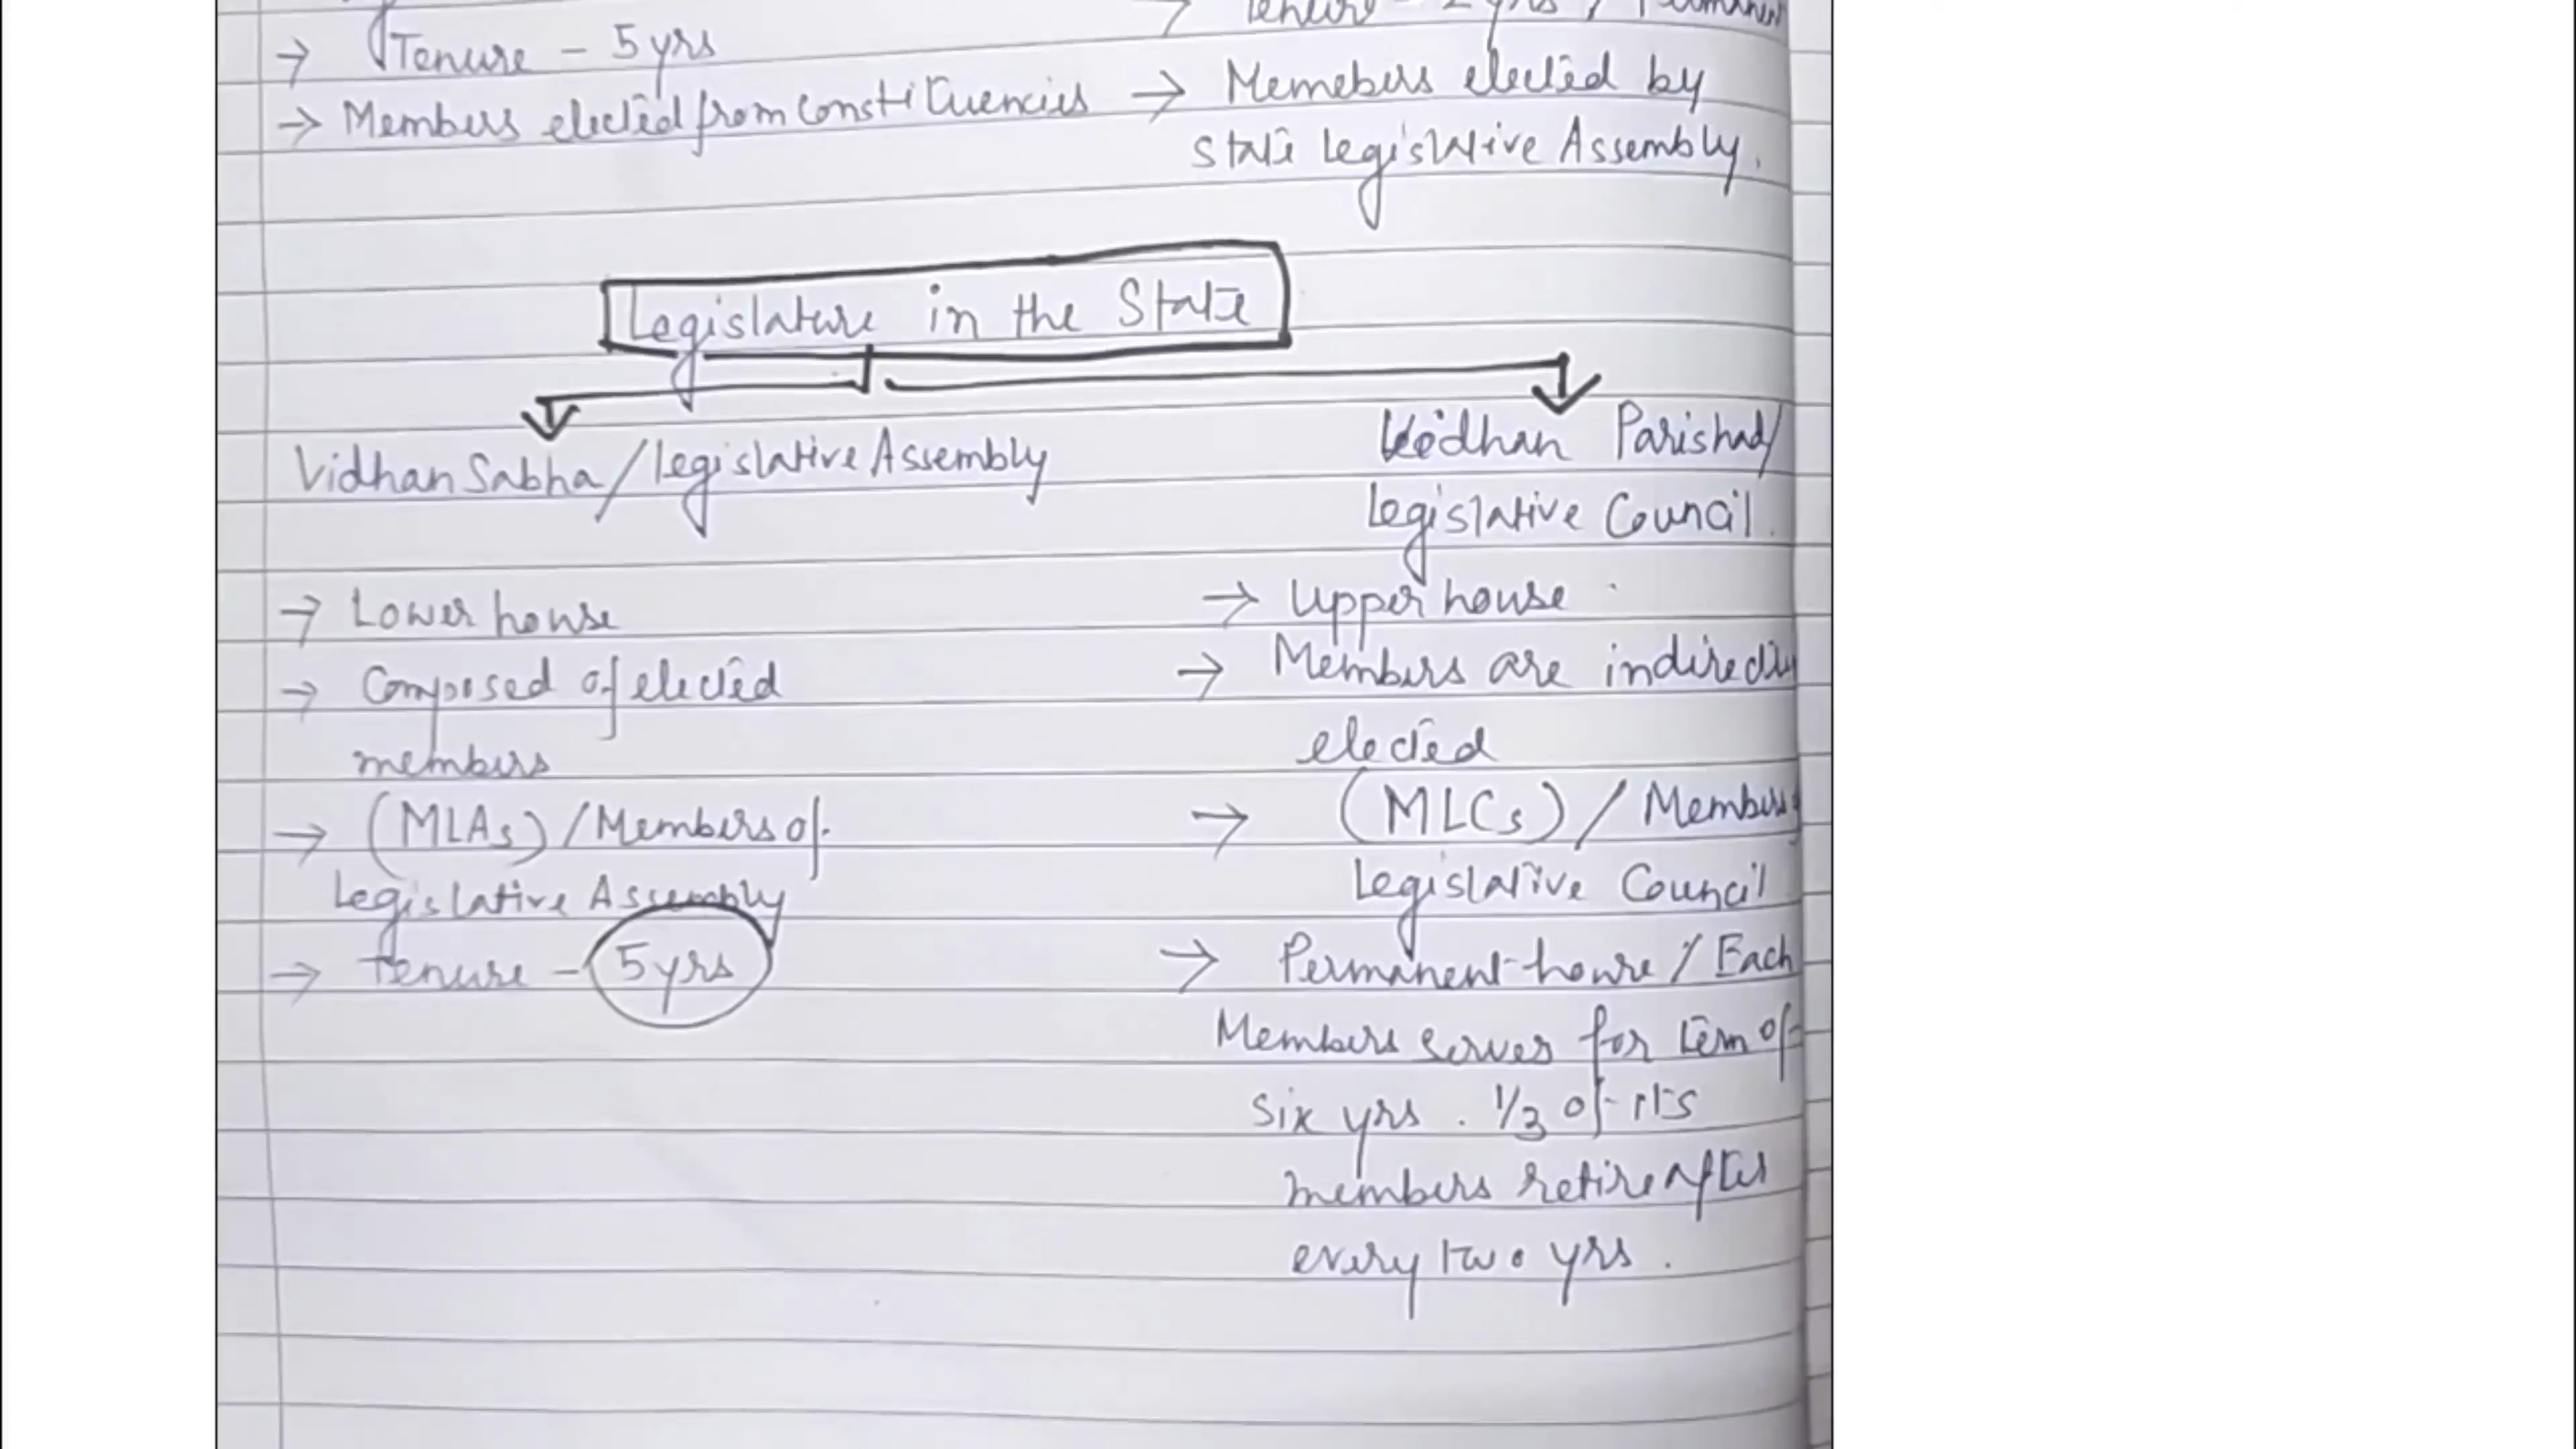 Tenure - 2 yrs /
→ Tenure - 5 yrs
→ Members elected from constituencies
→ Memebers elected by
state legislative Assembly.
Legislature in the State
Vidhan Sabha / legislative Assembly
→ Lower house
→ Composed of elected
members
→ (MLAs) / Members of
Legislative Assembly
→ Tenure - 5 yrs
Vidhan Parishad /
Legislative Council.
→ Upper house
→ Members are indirectly
elected
→ (MLCs) / Members
Legislative Council
→ Permanent house / Each
Members serves for term of
six yrs. 1/3 of its
members retire after
every two yrs.